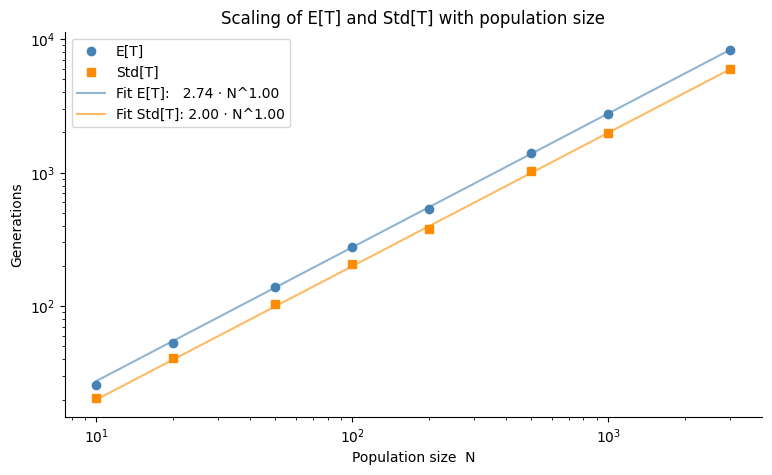 Scaling of E[T] and Std[T] with population size
E[T]
Std[T]
Fit E[T]:   2.74 · N^1.00
Fit Std[T]: 2.00 · N^1.00
Generations
10^4
10^3
10^2
10^1
10^2
10^3
Population size  N